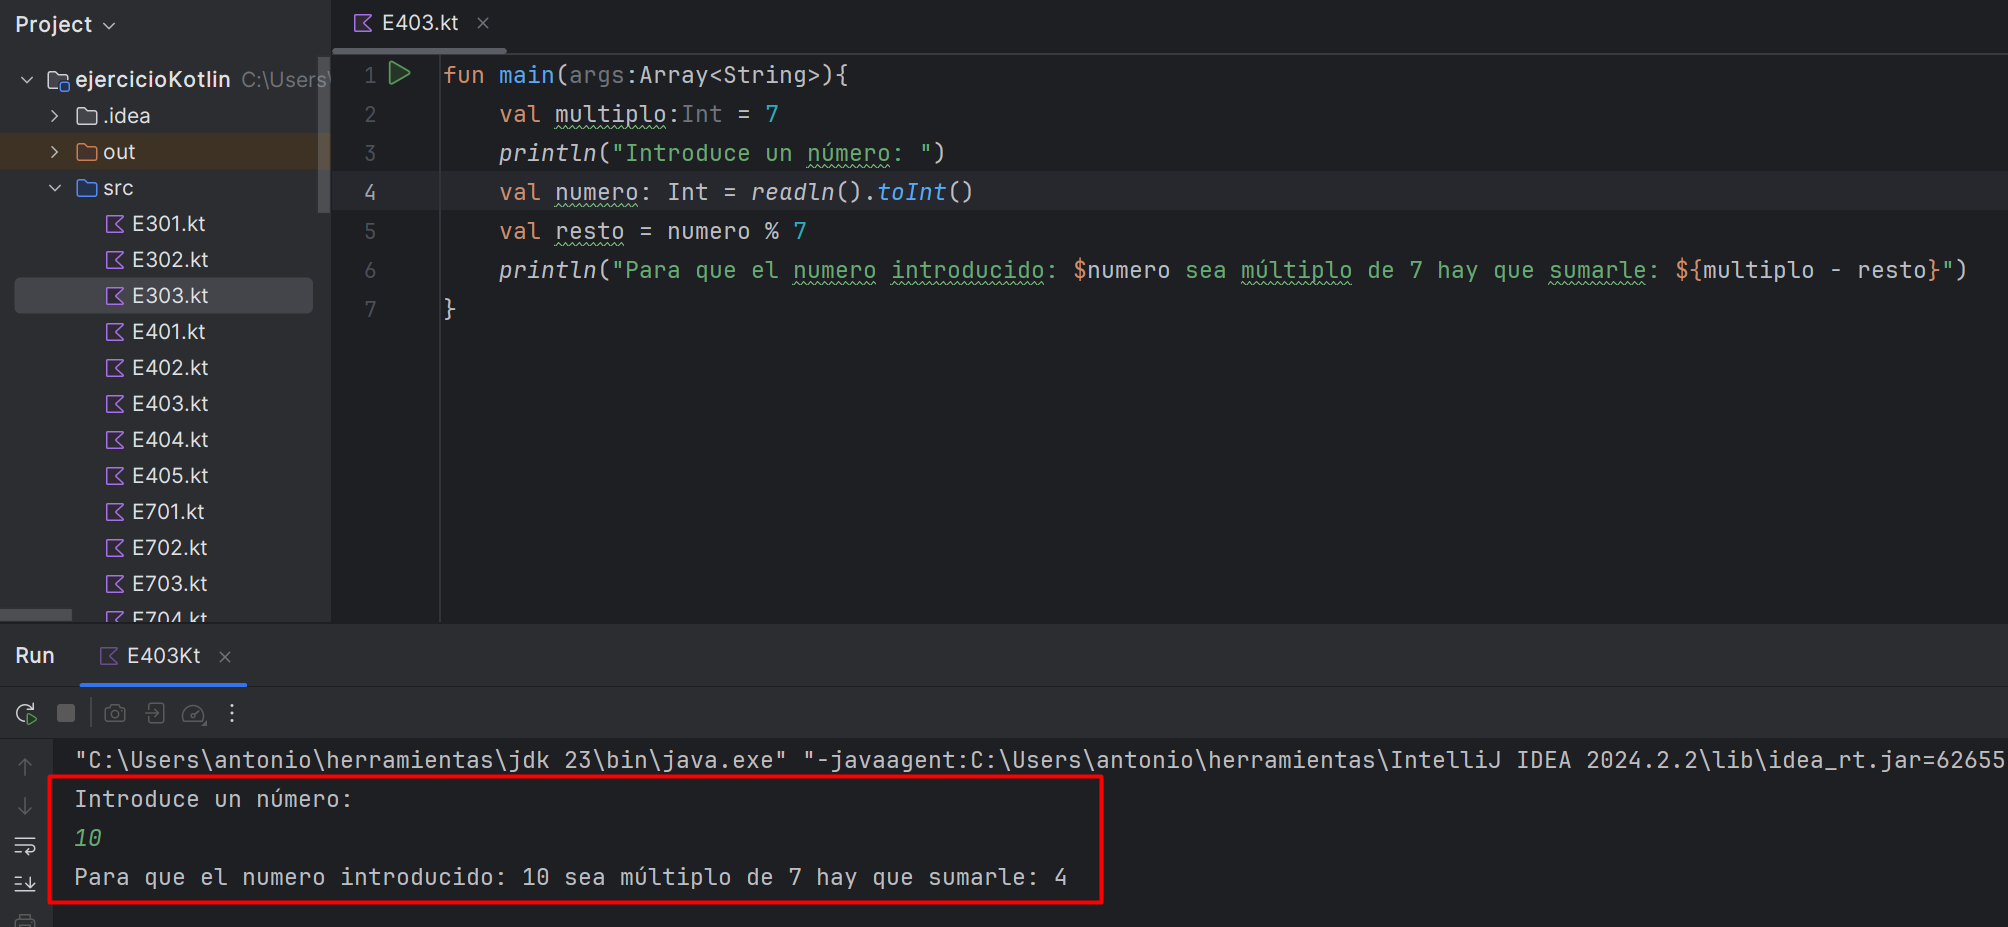 Project
E403.kt
ejercicioKotlin C:\Users\
.idea
out
src
E301.kt
E302.kt
E303.kt
E401.kt
E402.kt
E403.kt
E404.kt
E405.kt
E701.kt
E702.kt
E703.kt
E704.kt
1 fun main(args:Array<String>){
2 val multiplo:Int = 7
3 println("Introduce un número: ")
4 val numero: Int = readln().toInt()
5 val resto = numero % 7
6 println("Para que el numero introducido: $numero sea múltiplo de 7 hay que sumarle: ${multiplo - resto}")
7 }
Run E403Kt
"C:\Users\antonio\herramientas\jdk 23\bin\java.exe" "-javaagent:C:\Users\antonio\herramientas\IntelliJ IDEA 2024.2.2\lib\idea_rt.jar=62655
Introduce un número:
10
Para que el numero introducido: 10 sea múltiplo de 7 hay que sumarle: 4